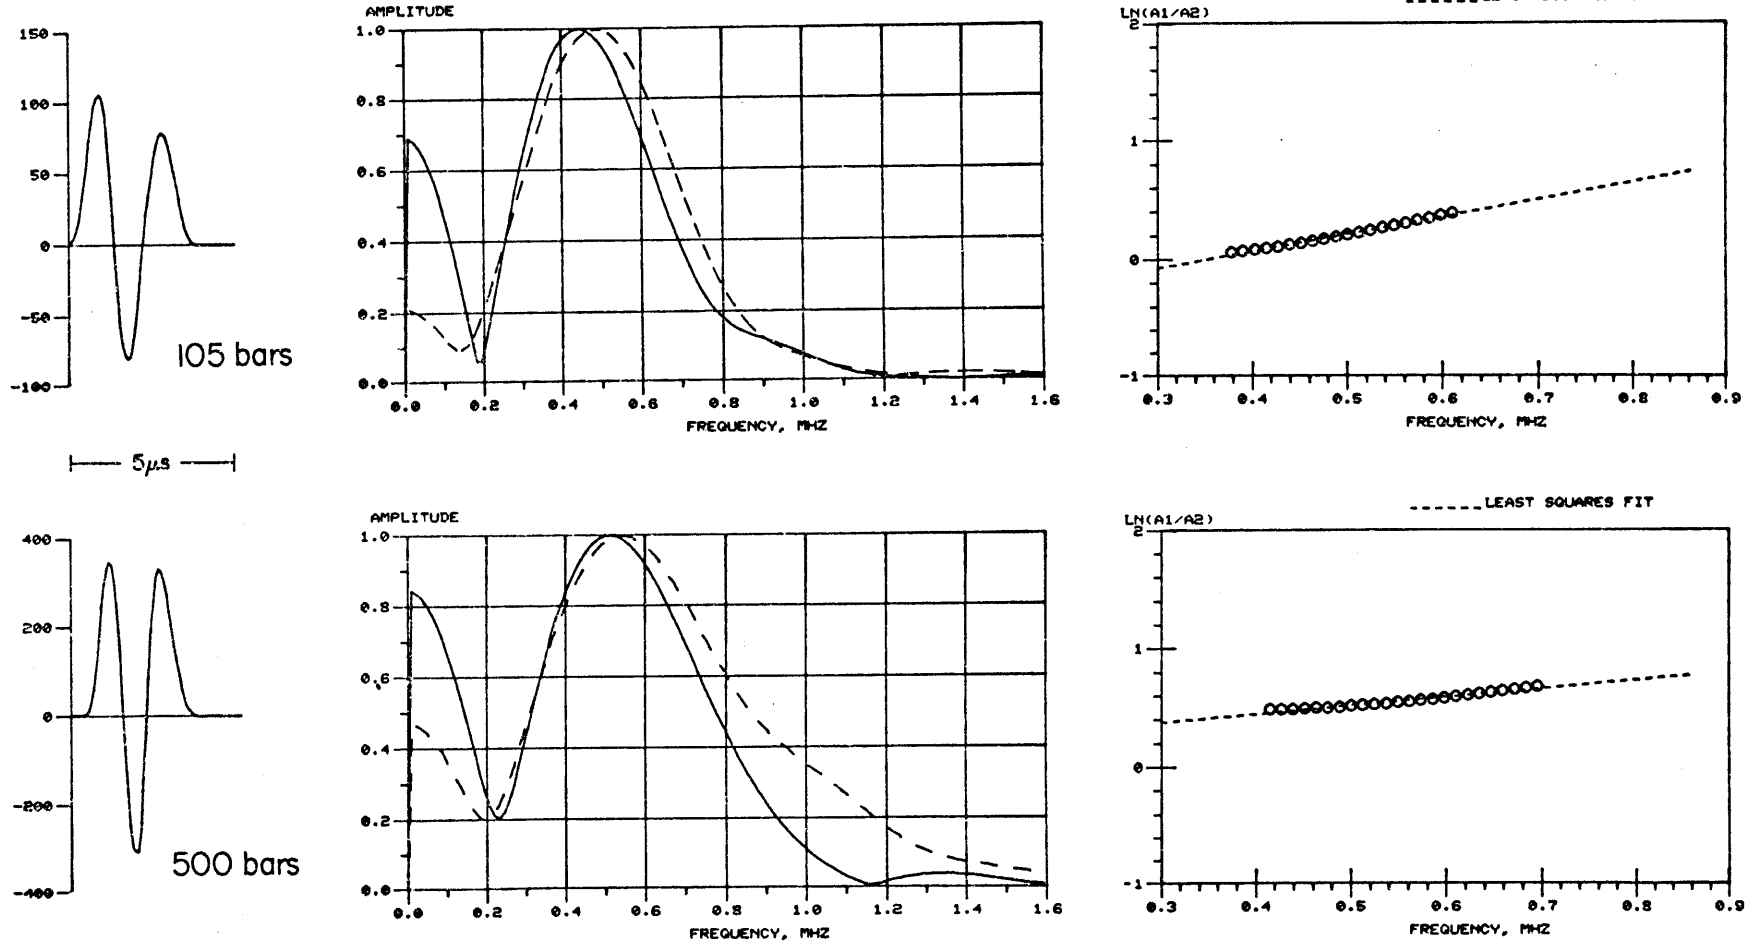 150
100
50
0
-50
-100
105 bars
AMPLITUDE
1.0
0.8
0.6
0.4
0.2
0.0
0.0 0.2 0.4 0.6 0.8 1.0 1.2 1.4 1.6
FREQUENCY, MHZ
LN(A1/A2)
2
1
0
-1
0.3 0.4 0.5 0.6 0.7 0.8 0.9
FREQUENCY, MHZ
5μs
400
200
0
-200
-400
500 bars
AMPLITUDE
1.0
0.8
0.6
0.4
0.2
0.0
0.0 0.2 0.4 0.6 0.8 1.0 1.2 1.4 1.6
FREQUENCY, MHZ
LEAST SQUARES FIT
LN(A1/A2)
2
1
0
-1
0.3 0.4 0.5 0.6 0.7 0.8 0.9
FREQUENCY, MHZ